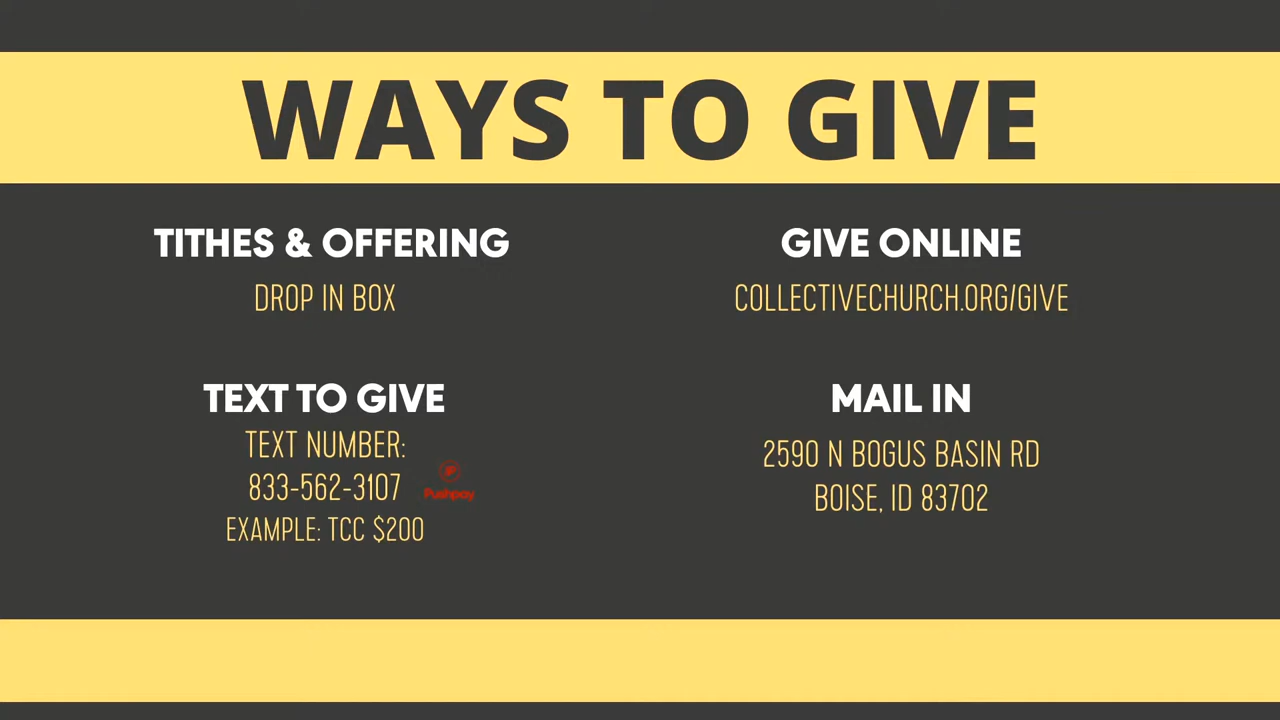 WAYS TO GIVE
TITHES & OFFERING
DROP IN BOX
GIVE ONLINE
COLLECTIVECHURCH.ORG/GIVE
TEXT TO GIVE
TEXT NUMBER:
833-562-3107
Pushpay
EXAMPLE: TCC $200
MAIL IN
2590 N BOGUS BASIN RD
BOISE, ID 83702